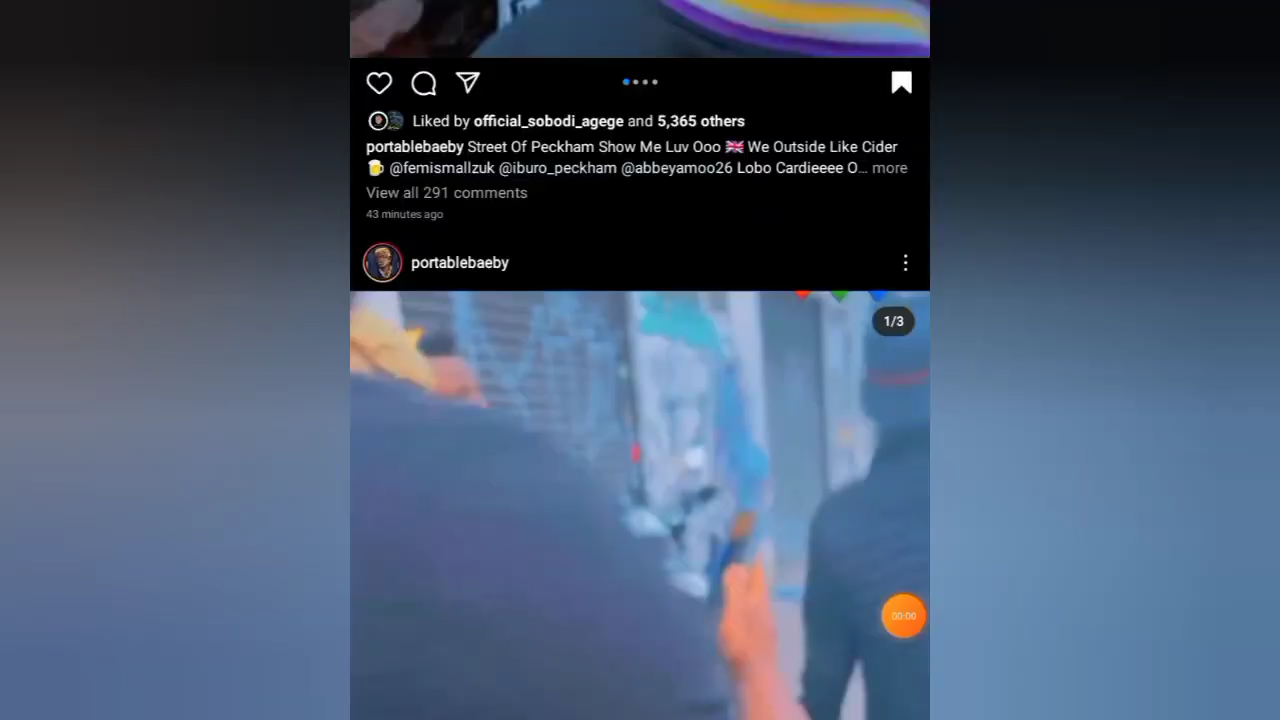 Liked by official_sobodi_agege and 5,365 others
portablebaeby Street Of Peckham Show Me Luv Ooo 🇬🇧 We Outside Like Cider
🍺 @femismallzuk @iburo_peckham @abbeyamoo26 Lobo Cardieeee O... more
View all 291 comments
43 minutes ago
portablebaeby
1/3
00:00